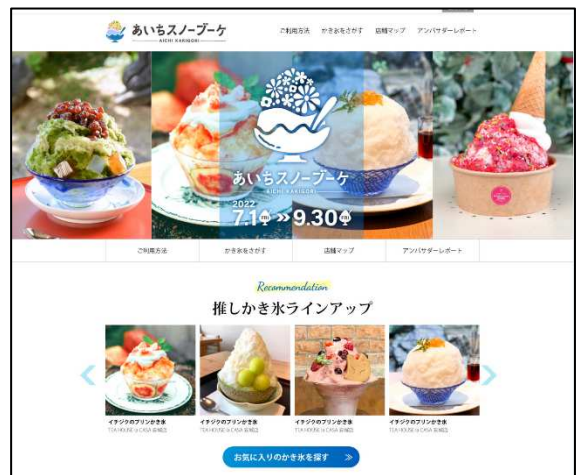 あいちスノーブーケ
AICHI KAKIGORI
ご利用方法 かき氷をさがす 店舗マップ アンバサダーレポート
あいちスノーブーケ
AICHI KAKIGORI
2022
7.1 >> 9.30
ご利用方法 かき氷をさがす 店舗マップ アンバサダーレポート
Recommendation
推しかき氷ラインアップ
イチジクのプリンかき氷 イチジクのプリンかき氷 イチジクのプリンかき氷 イチジクのプリンかき氷
お気に入りのかき氷を探す